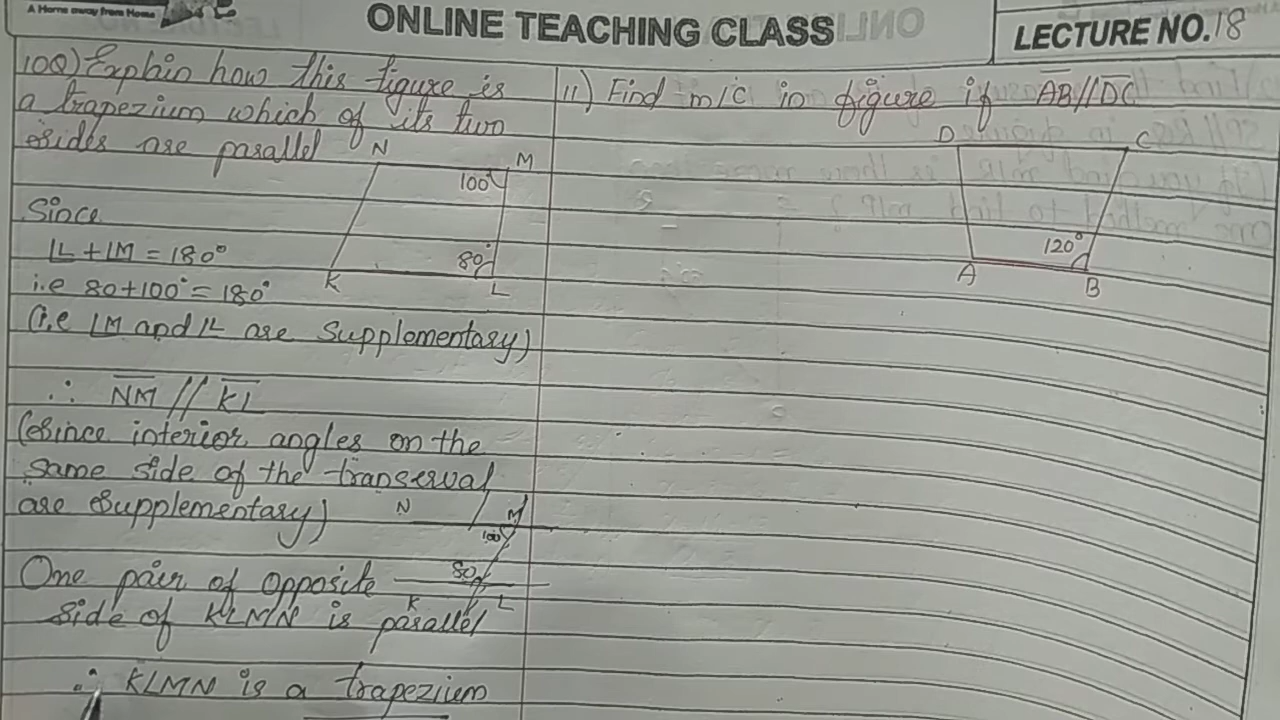 A Home away from Home
ONLINE TEACHING CLASS
LECTURE NO. 18
10Q) Explain how this figure is
a trapezium which of its two
sides are parallel
N
M
100°
80°
K
L
Since
∠L + ∠M = 180°
i.e 80+100° = 180°
(i.e ∠M and ∠L are Supplementary)
∴ NM // KL
(Since interior angles on the
same side of the transerval
are Supplementary)
N
M
100
80
K
L
One pair of opposite
side of KLMN is parallel
∴ KLMN is a trapezium
11) Find m∠C in figure if AB//DC
D
C
120°
A
B